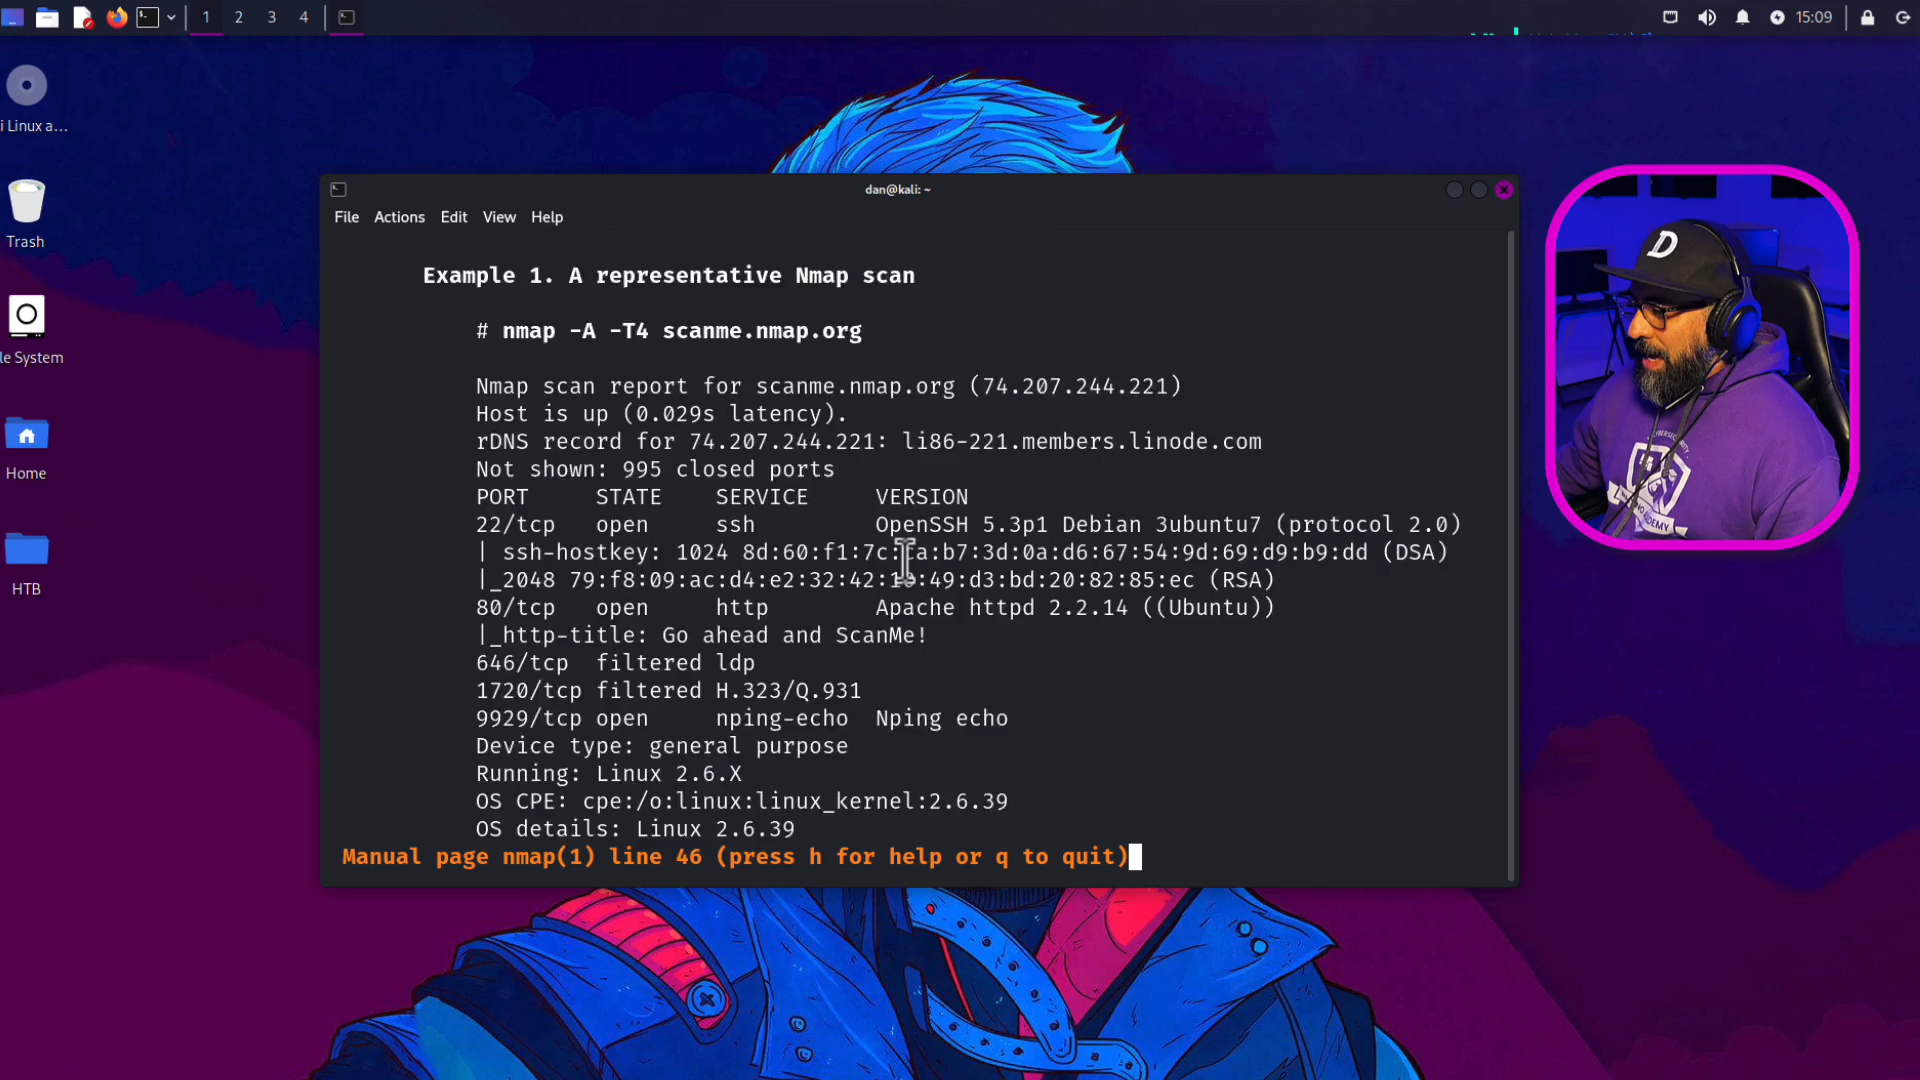 1 2 3 4
15:09
i Linux a...
Trash
le System
Home
HTB
dan@kali: ~
File Actions Edit View Help
Example 1. A representative Nmap scan
# nmap -A -T4 scanme.nmap.org
Nmap scan report for scanme.nmap.org (74.207.244.221)
Host is up (0.029s latency).
rDNS record for 74.207.244.221: li86-221.members.linode.com
Not shown: 995 closed ports
PORT STATE SERVICE VERSION
22/tcp open ssh OpenSSH 5.3p1 Debian 3ubuntu7 (protocol 2.0)
| ssh-hostkey: 1024 8d:60:f1:7c: :b7:3d:0a:d6:67:54:9d:69:d9:b9:dd (DSA)
|_2048 79:f8:09:ac:d4:e2:32:42: :49:d3:bd:20:82:85:ec (RSA)
80/tcp open http Apache httpd 2.2.14 ((Ubuntu))
|_http-title: Go ahead and ScanMe!
646/tcp filtered ldp
1720/tcp filtered H.323/Q.931
9929/tcp open nping-echo Nping echo
Device type: general purpose
Running: Linux 2.6.X
OS CPE: cpe:/o:linux:linux_kernel:2.6.39
OS details: Linux 2.6.39
Manual page nmap(1) line 46 (press h for help or q to quit)
D
CYBERSECURITY